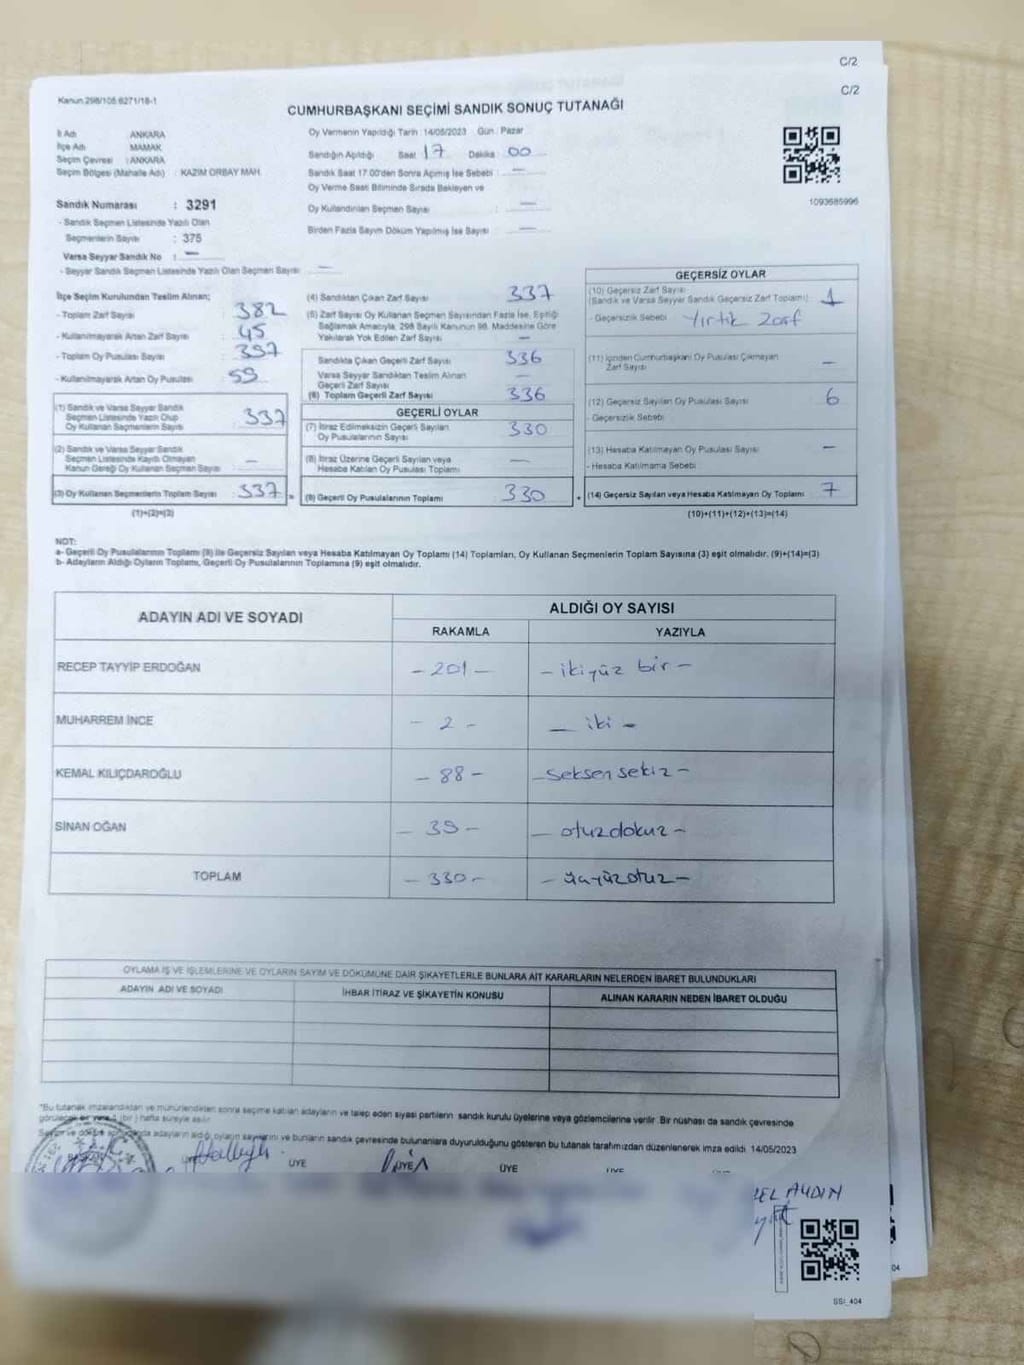 C/2
C/2
Kanun 298/105 6271/18-1
CUMHURBAŞKANI SEÇİMİ SANDIK SONUÇ TUTANAĞI
İl Adı ANKARA
İlçe Adı MAMAK
Seçim Çevresi : ANKARA
Seçim Bölgesi (Mahalle Adı) : KAZIM ORBAY MAH.
Oy Vermenin Yapıldığı Tarih : 14/05/2023 Gün : Pazar
Sandığın Açıldığı Saat 17 Dakika 00
Sandık Saat 17.00'den Sonra Açımış İse Sebebi : —
Oy Verme Saati Bitiminde Sırada Bekleyen ve
Oy Kullandırılan Seçmen Sayısı : —
Birden Fazla Sayım Döküm Yapılmış İse Sayısı : —
1093685996
Sandık Numarası : 3291
- Sandık Seçmen Listesinde Yazılı Olan
Seçmenlerin Sayısı : 375
Varsa Seyyar Sandık No : —
- Seyyar Sandık Seçmen Listesinde Yazılı Olan Seçmen Sayısı —
İlçe Seçim Kurulundan Teslim Alınan;
- Toplam Zarf Sayısı 382
- Kullanılmayarak Artan Zarf Sayısı 45
- Toplam Oy Pusulası Sayısı 397
- Kullanılmayarak Artan Oy Pusulası 59
(1) Sandık ve Varsa Seyyar Sandık
Seçmen Listesinde Yazılı Olup
Oy Kullanan Seçmenlerin Sayısı 337
(2) Sandık ve Varsa Seyyar Sandık
Seçmen Listesinde Kayıtlı Olmayan
Kanun Gereği Oy Kullanan Seçmen Sayısı —
(3) Oy Kullanan Seçmenlerin Toplam Sayısı 337 =
(1)+(2)=(3)
(4) Sandıktan Çıkan Zarf Sayısı 337
(5) Zarf Sayısı Oy Kullanan Seçmen Sayısından Fazla İse, Eşitliği
Sağlamak Amacıyla, 298 Sayılı Kanunun 98. Maddesine Göre
Yakılarak Yok Edilen Zarf Sayısı —
Sandıkta Çıkan Geçerli Zarf Sayısı 336
Varsa Seyyar Sandıktan Teslim Alınan
Geçerli Zarf Sayısı —
(6) Toplam Geçerli Zarf Sayısı 336
GEÇERLİ OYLAR
(7) İtiraz Edilmeksizin Geçerli Sayılan
Oy Pusulalarının Sayısı 330
(8) İtiraz Üzerine Geçerli Sayılan veya
Hesaba Katılan Oy Pusulası Toplamı —
(9) Geçerli Oy Pusulalarının Toplamı 330 +
GEÇERSİZ OYLAR
(10) Geçersiz Zarf Sayısı
(Sandık ve Varsa Seyyar Sandık Geçersiz Zarf Toplamı) 1
- Geçersizlik Sebebi Yırtık Zarf
(11) İçinden Cumhurbaşkanı Oy Pusulası Çıkmayan
Zarf Sayısı —
(12) Geçersiz Sayılan Oy Pusulası Sayısı 6
- Geçersizlik Sebebi
(13) Hesaba Katılmayan Oy Pusulası Sayısı —
- Hesaba Katılmama Sebebi
(14) Geçersiz Sayılan veya Hesaba Katılmayan Oy Toplamı 7
(10)+(11)+(12)+(13)=(14)
NOT:
a- Geçerli Oy Pusulalarının Toplamı (9) ile Geçersiz Sayılan veya Hesaba Katılmayan Oy Toplamı (14) Toplamları, Oy Kullanan Seçmenlerin Toplam Sayısına (3) eşit olmalıdır. (9)+(14)=(3)
b- Adayların Aldığı Oyların Toplamı, Geçerli Oy Pusulalarının Toplamına (9) eşit olmalıdır.
ADAYIN ADI VE SOYADI ALDIĞI OY SAYISI
RAKAMLA YAZIYLA
RECEP TAYYİP ERDOĞAN - 201 - - ikiyüz bir -
MUHARREM İNCE - 2 - - iki -
KEMAL KILIÇDAROĞLU - 88 - - seksen sekiz -
SİNAN OĞAN - 39 - - otuzdokuz -
TOPLAM - 330 - - üçyüzotuz -
OYLAMA İŞ VE İŞLEMLERİNE VE OYLARIN SAYIM VE DÖKÜMÜNE DAİR ŞİKAYETLERLE BUNLARA AİT KARARLARIN NELERDEN İBARET BULUNDUKLARI
ADAYIN ADI VE SOYADI İHBAR İTİRAZ VE ŞİKAYETİN KONUSU ALINAN KARARIN NEDEN İBARET OLDUĞU
"Bu tutanak imzalandıktan ve mühürlendikten sonra seçime katılan adayların ve talep eden siyasi partilerin sandık kurulu üyelerine veya gözlemcilerine verilir. Bir nüshası da sandık çevresinde
görülecek bir yere 1 (bir) hafta süreyle asılır.
adayların aldığı oyların sayılarını ve bunların sandık çevresinde bulunanlara duyurulduğunu gösteren bu tutanak tarafımızdan düzenlenerek imza edildi. 14/05/2023
ÜYE ÜYE ÜYE
AYDIN
SSI_404
04